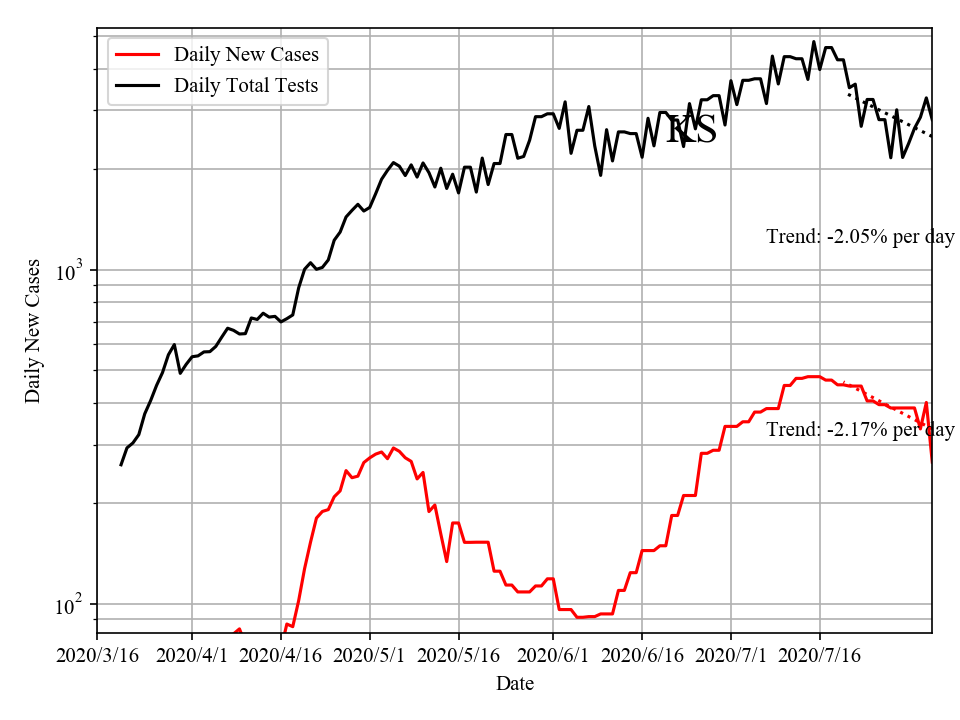 Daily New Cases
Daily Total Tests
KS
Trend: -2.05% per day
Trend: -2.17% per day
Daily New Cases
10^3
10^2
2020/3/16 2020/4/1 2020/4/16 2020/5/1 2020/5/16 2020/6/1 2020/6/16 2020/7/1 2020/7/16
Date